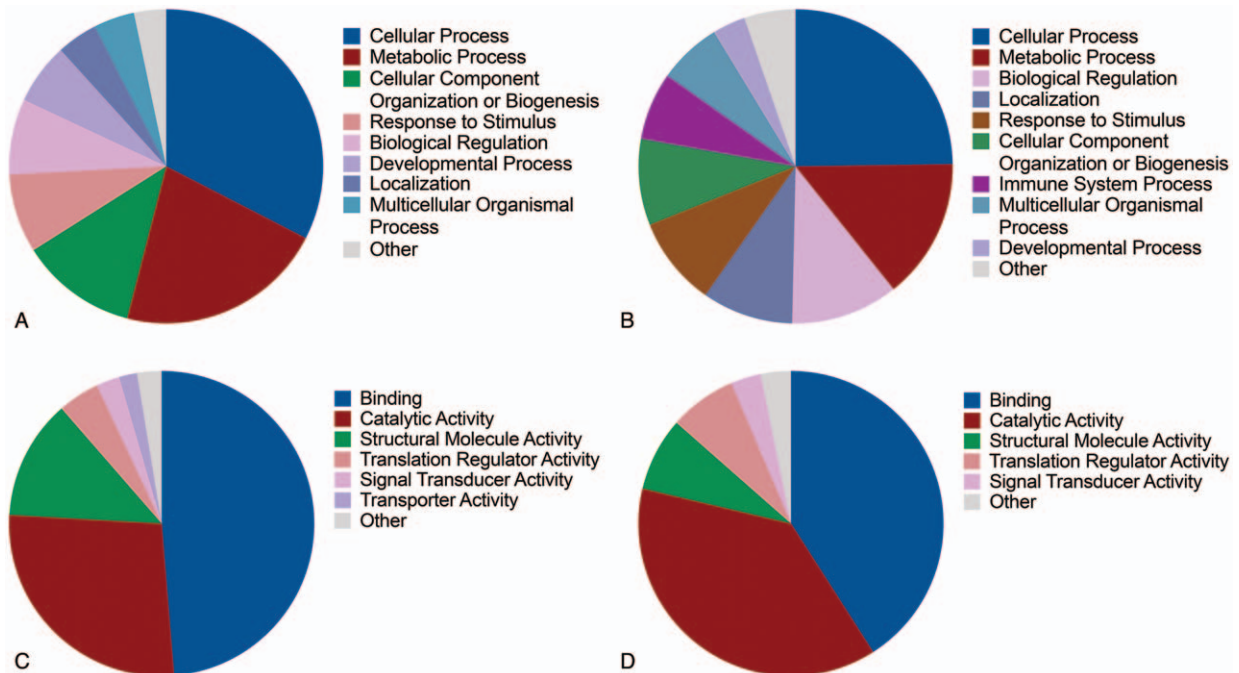 Cellular Process
Metabolic Process
Cellular Component
Organization or Biogenesis
Response to Stimulus
Biological Regulation
Developmental Process
Localization
Multicellular Organismal
Process
Other
A
Cellular Process
Metabolic Process
Biological Regulation
Localization
Response to Stimulus
Cellular Component
Organization or Biogenesis
Immune System Process
Multicellular Organismal
Process
Developmental Process
Other
B
Binding
Catalytic Activity
Structural Molecule Activity
Translation Regulator Activity
Signal Transducer Activity
Transporter Activity
Other
C
Binding
Catalytic Activity
Structural Molecule Activity
Translation Regulator Activity
Signal Transducer Activity
Other
D